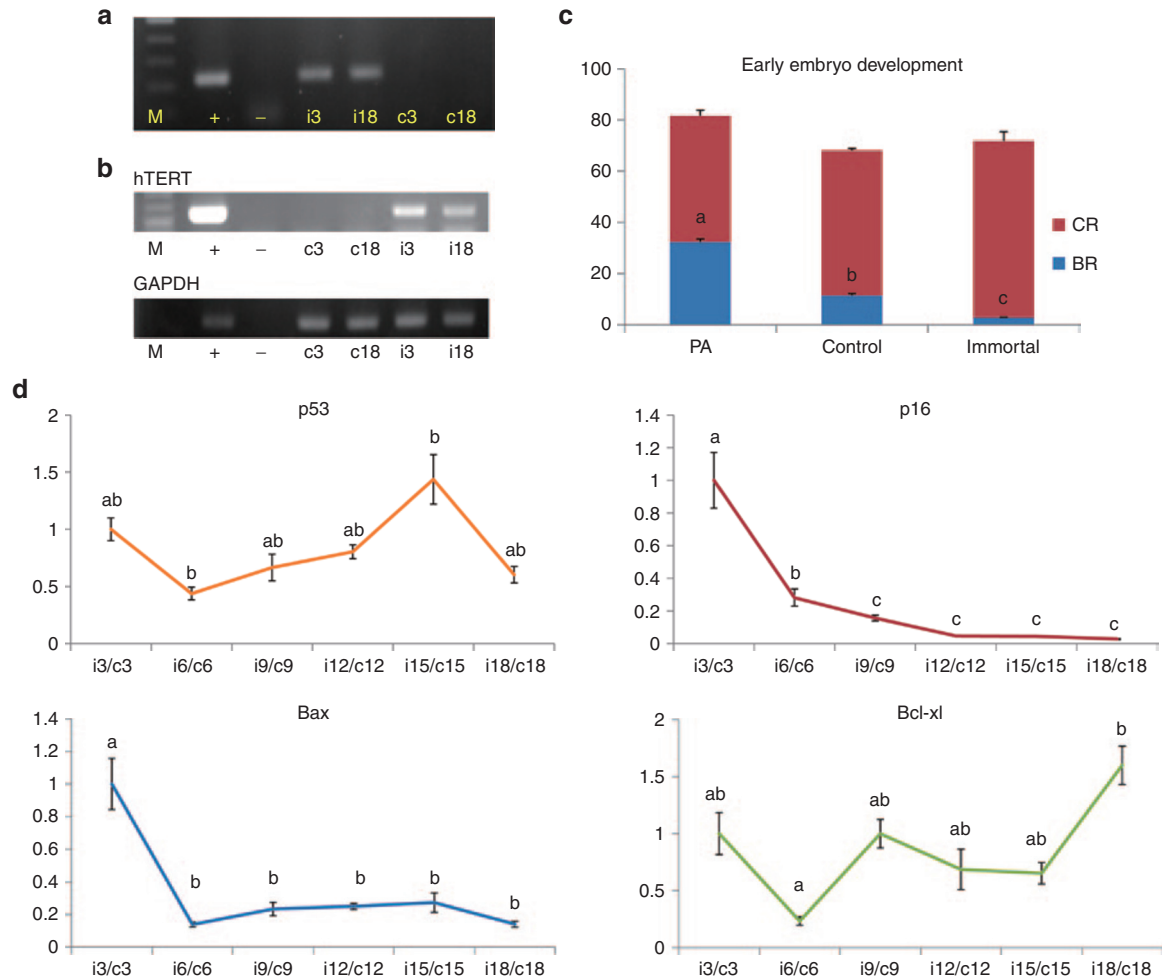 a
M + – i3 i18 c3 c18
b
hTERT
M + – c3 c18 i3 i18
GAPDH
M + – c3 c18 i3 i18
c
Early embryo development
100
80
60
40
20
0
a
b
c
PA Control Immortal
CR
BR
d
p53
2
1.5
1
0.5
0
ab
b
ab
ab
b
ab
i3/c3 i6/c6 i9/c9 i12/c12 i15/c15 i18/c18
p16
1.4
1.2
1
0.8
0.6
0.4
0.2
0
a
b
c
c
c
c
i3/c3 i6/c6 i9/c9 i12/c12 i15/c15 i18/c18
Bax
1.4
1.2
1
0.8
0.6
0.4
0.2
0
a
b
b
b
b
b
i3/c3 i6/c6 i9/c9 i12/c12 i15/c15 i18/c18
Bcl-xl
2
1.5
1
0.5
0
ab
a
ab
ab
ab
b
i3/c3 i6/c6 i9/c9 i12/c12 i15/c15 i18/c18